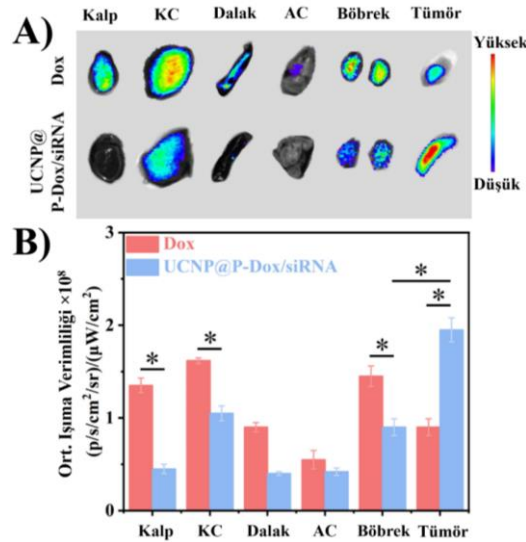 A)
Kalp KC Dalak AC Böbrek Tümör
Dox
UCNP@
P-Dox/siRNA
Yüksek
Düşük
B)
Ort. Işıma Verimliliği ×10⁸
(p/s/cm²/sr)/(µW/cm²)
3
2
1
0
Dox
UCNP@P-Dox/siRNA
*
*
*
*
*
Kalp KC Dalak AC Böbrek Tümör